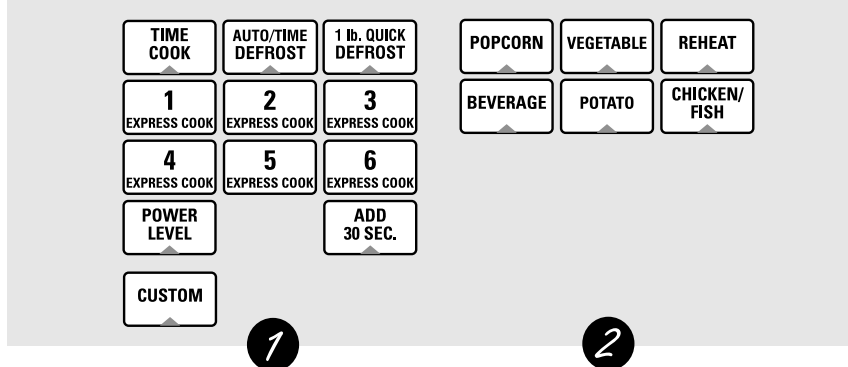 TIME
COOK
AUTO/TIME
DEFROST
1 lb. QUICK
DEFROST
1
EXPRESS COOK
2
EXPRESS COOK
3
EXPRESS COOK
4
EXPRESS COOK
5
EXPRESS COOK
6
EXPRESS COOK
POWER
LEVEL
ADD
30 SEC.
CUSTOM
1
POPCORN
VEGETABLE
REHEAT
BEVERAGE
POTATO
CHICKEN/
FISH
2